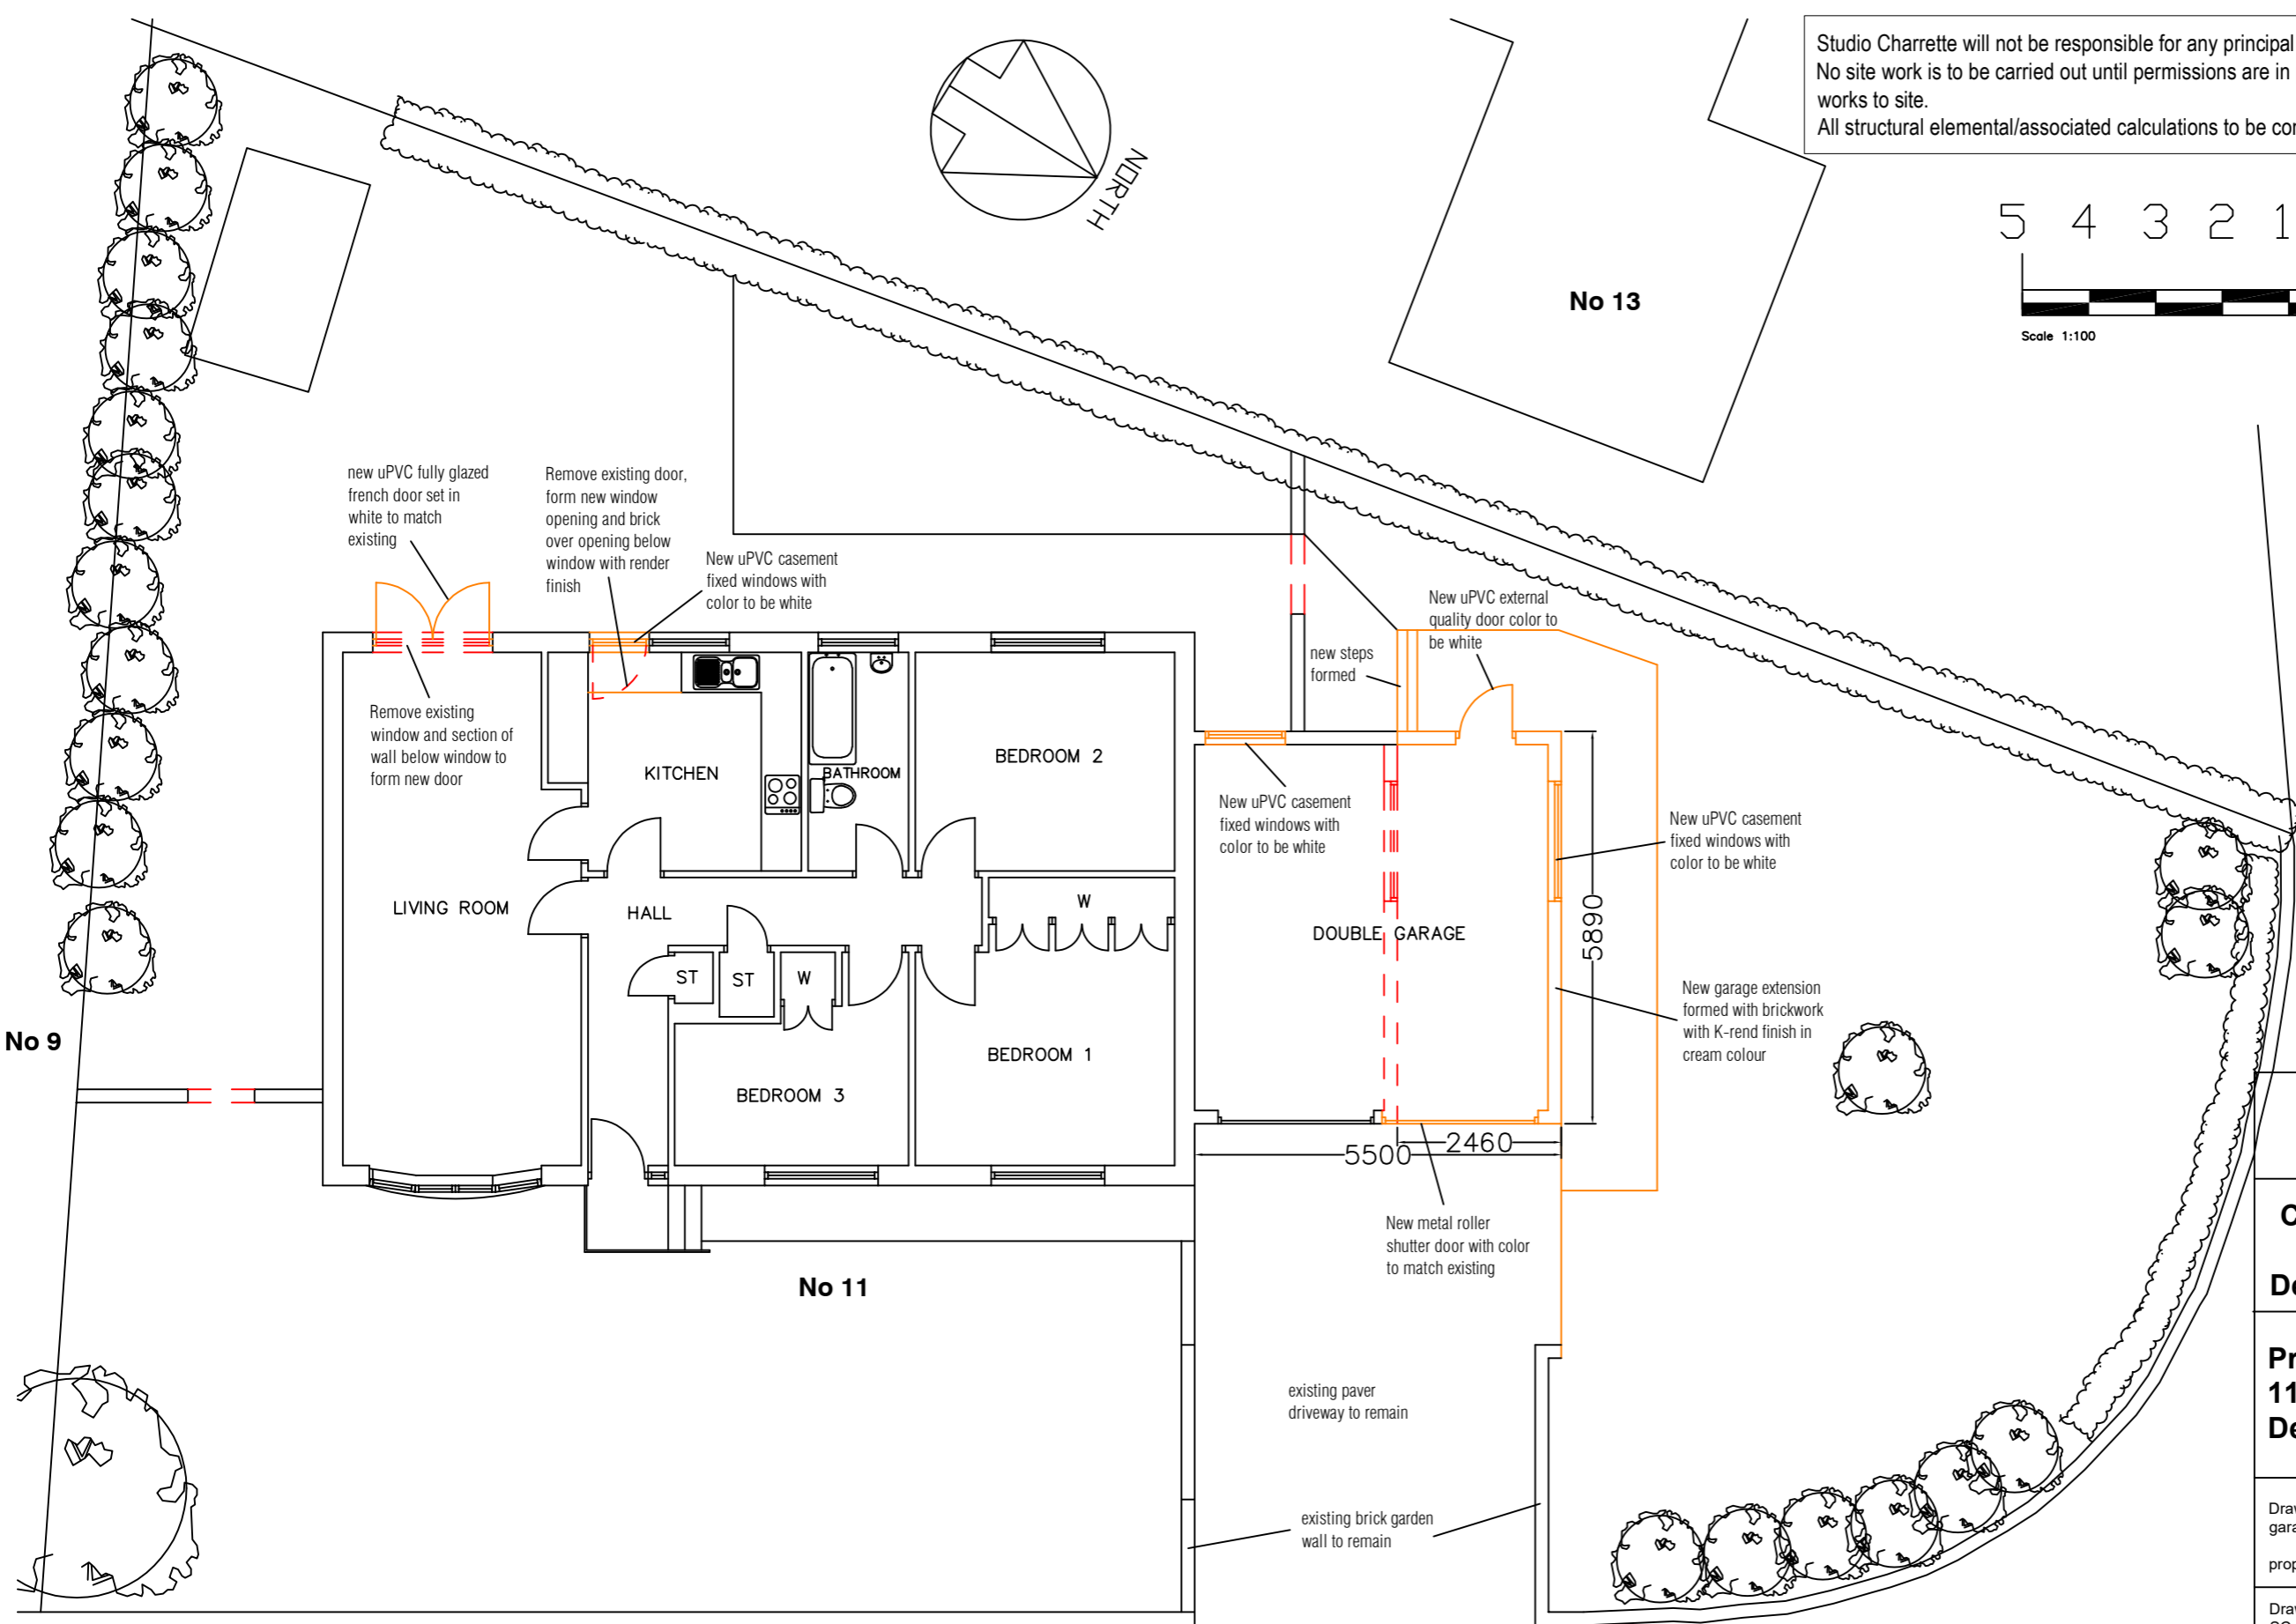 Studio Charrette will not be responsible for any principal
No site work is to be carried out until permissions are in
works to site.
All structural elemental/associated calculations to be
NORTH
5 4 3 2 1
Scale 1:100
No 13
new uPVC fully glazed
french door set in
white to match
existing
Remove existing door,
form new window
opening and brick
over opening below
window with render
finish
New uPVC casement
fixed windows with
color to be white
New uPVC external
quality door color to
be white
new steps
formed
Remove existing
window and section of
wall below window to
form new door
KITCHEN
BATHROOM
BEDROOM 2
New uPVC casement
fixed windows with
color to be white
New uPVC casement
fixed windows with
color to be white
LIVING ROOM
HALL
W
DOUBLE GARAGE
5890
ST
ST
W
New garage extension
formed with brickwork
with K-rend finish in
cream colour
No 9
BEDROOM 3
BEDROOM 1
2460
5500
New metal roller
shutter door with color
to match existing
No 11
existing paver
driveway to remain
existing brick garden
wall to remain
11